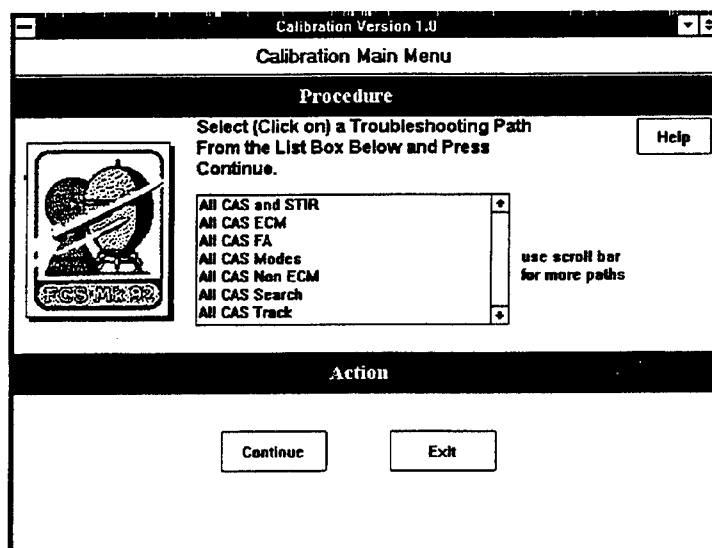 Calibration Version 1.0
Calibration Main Menu
Procedure
Select (Click on) a Troubleshooting Path
From the List Box Below and Press
Continue.
Help
All CAS and STIR
All CAS ECM
All CAS FA
All CAS Modes
All CAS Non ECM
All CAS Search
All CAS Track
use scroll bar
for more paths
FCS Mk 92
Action
Continue
Exit